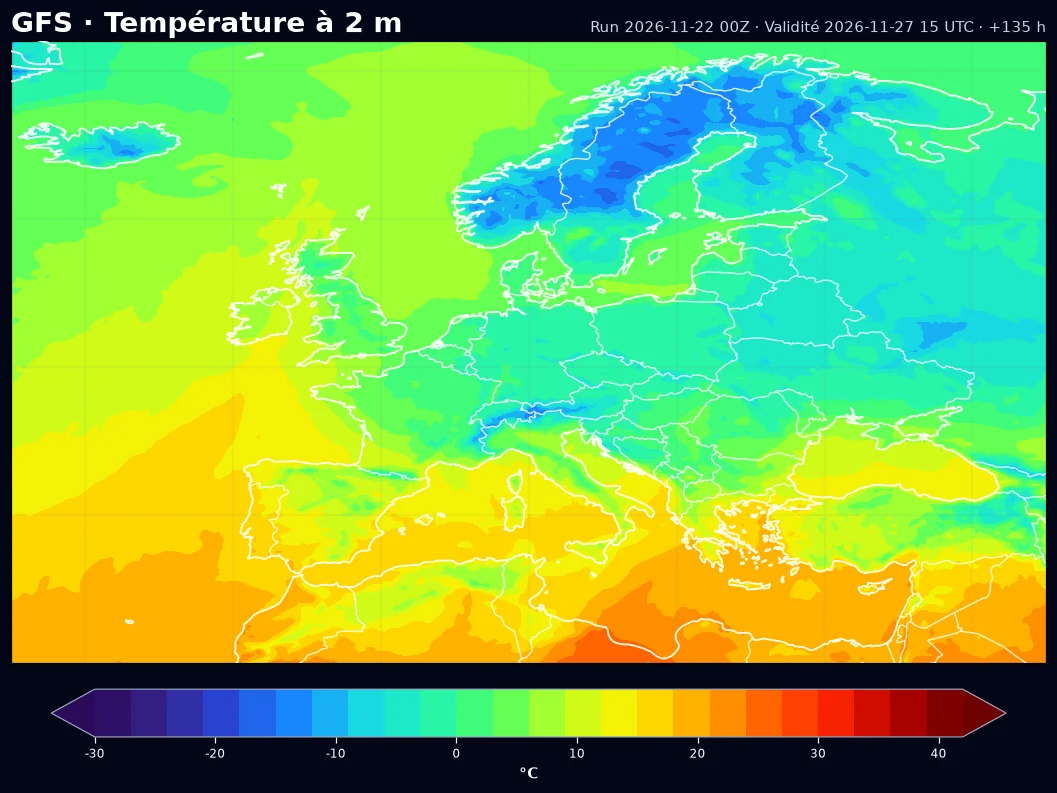 GFS · Température à 2 m
Run 2026-11-22 00Z · Validité 2026-11-27 15 UTC · +135 h
-30 -20 -10 0 10 20 30 40
°C